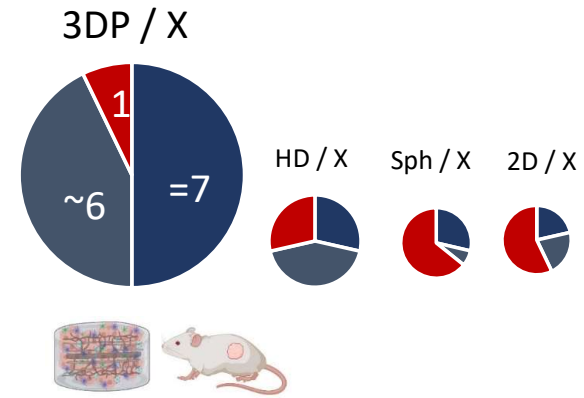 3DP / X
1
~6
=7
HD / X
Sph / X
2D / X